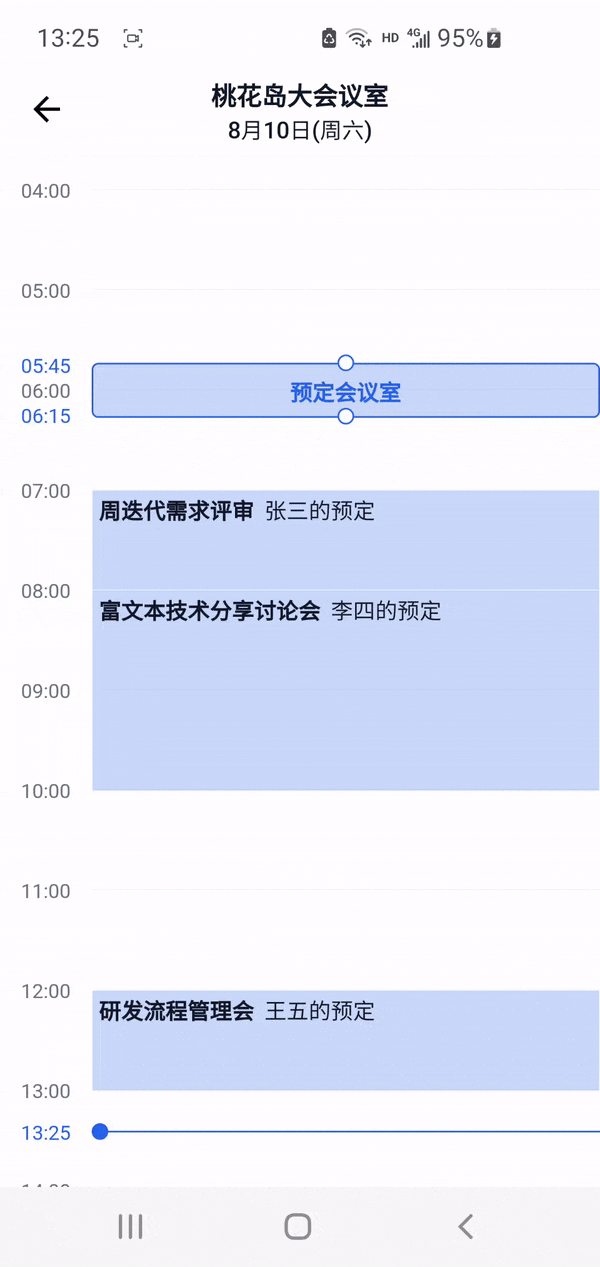 13:25 HD 4G 95%
桃花岛大会议室
8月10日(周六)
04:00
05:00
05:45
06:00 预定会议室
06:15
07:00
周迭代需求评审 张三的预定
08:00
富文本技术分享讨论会 李四的预定
09:00
10:00
11:00
12:00
研发流程管理会 王五的预定
13:00
13:25